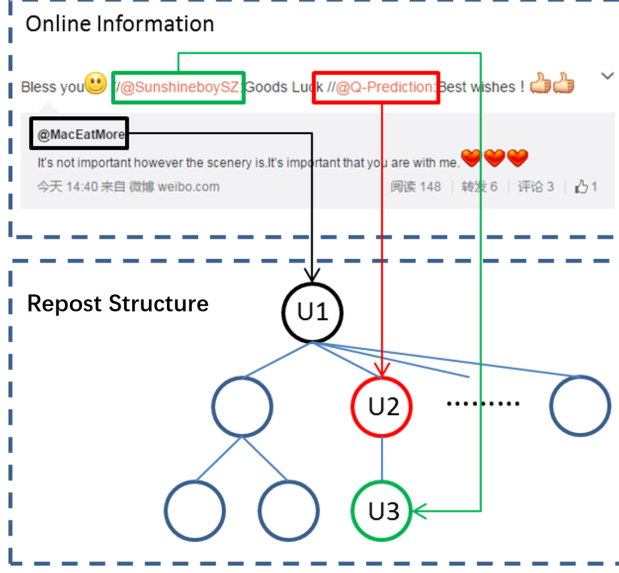 Online Information
Bless you //@SunshineboySZ:Goods Luck //@Q-Prediction:Best wishes !
@MacEatMore
It's not important however the scenery is.It's important that you are with me.
今天 14:40 来自 微博 weibo.com 阅读 148 转发 6 评论 3 1
Repost Structure
U1
U2 ·········
U3